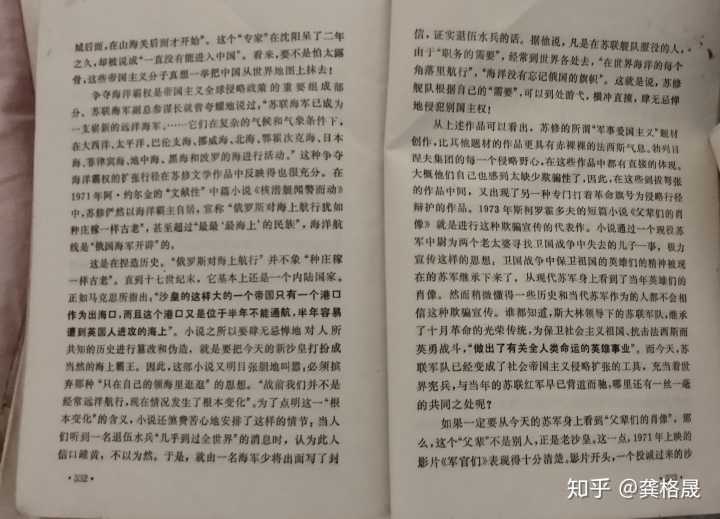 城后面，在山海关后面才开始”。这个“专家”在沈阳呆了二年
之久，却被说成“一直没有能进入中国”。看来，要不是怕太露
骨，这些帝国主义分子真想一举把中国从世界地图上抹去！
争夺海洋霸权是帝国主义全球侵略政策的重要组成部
分。苏联海军副总参谋长就曾夸耀地说过，“苏联海军已成为
一支崭新的远洋海军。……它们在复杂的气候和气象条件下，
在大西洋、太平洋、巴伦支海、挪威海、北海、鄂霍次克海、日本
海、菲律宾海、地中海、黑海和波罗的海进行活动。”这种争夺
海洋霸权的扩张行径在苏修文学作品中反映得也很充分。在
1971年阿·约尔金的“文献性”中篇小说《核潜艇闻警而动》
中，苏修俨然以海洋霸主自居，宣称“俄罗斯对海上航行犹如
种庄稼一样古老”，甚至超过“最最‘最海上’的民族”，海洋航
线是“俄国海军开辟”的。
这是在捏造历史。“俄罗斯对海上航行”并不象“种庄稼
一样古老”。直到十七世纪末，它基本上还是一个内陆国家。
正如马克思所指出，“沙皇的这样大的一个帝国只有一个港口
作为出海口，而且这个港口又是位于半年不能通航，半年容易
遭到英国人进攻的海上”。小说之所以要肆无忌惮地对人所
共知的历史进行篡改和伪造，就是要把今天的新沙皇打扮成
当然的海上霸王。因此，这部小说又明目张胆地叫嚣，必须摈
弃那种“只在自己的领海里逛逛”的思想。“战前我们并不是
经常远洋航行，现在情况发生了根本变化”。为了点明这一“根
本变化”的含义，小说还煞费苦心地安排了这样的情节，当人
们听到一名退伍水兵“几乎到过全世界”的消息时，认为此人
信口雌黄，不以为然。于是，就由一名海军少将出面写了封
·332·
信，证实退伍水兵的话。据他说，凡是在苏联舰队服役的人，
由于“职务的需要”，经常到世界各处去，“在世界海洋的每个
角落里航行”，“海洋没有忘记俄国的旗帜”。这就是说，苏修
舰队根据自己的“需要”，可以到处游弋，横冲直撞，肆无忌惮
地侵犯别国主权！
从上述作品可以看出，苏修的所谓“军事爱国主义”题材
创作，比其他题材的作品更具有赤裸裸的法西斯气息。勃列日
涅夫集团的每一个侵略野心，在这些作品中都有直接的体现。
大概他们自己也感到太缺少欺骗性了，因此，在这些剑拔弩张
的作品中间，又出现了另一种专门打着革命旗号为侵略行径
辩护的作品。1973年斯柯罗霍多夫的短篇小说《父辈们的肖
像》就是进行这种欺骗宣传的代表作。小说通过一个现役苏
军中尉为两个老太婆寻找卫国战争中失去的儿子一事，极力
宣传这样的思想，卫国战争中保卫祖国的英雄们的精神被现
在的苏军继承下来了，从现代苏军身上看到了当年英雄们的
肖像。然而稍微懂得一些历史和当代苏军作为的人都不会相
信这种欺骗宣传。谁都知道，斯大林领导下的苏联军队，继承
了十月革命的光荣传统，为保卫社会主义祖国、抗击法西斯而
英勇战斗，“做出了有关全人类命运的英雄事业”。而今天，苏
联军队已经变成了社会帝国主义侵略扩张的工具，充当着世
界宪兵，与当年的苏联红军早已背道而驰，哪里还有一丝一毫
的共同之处呢？
如果一定要从今天的苏军身上看到“父辈们的肖像”，那
么，这个“父辈”不是别人，正是老沙皇，这一点，1971年上映的
影片《军官们》表现得十分清楚。影片开头，一个投诚过来的沙
知乎 @龚格晟